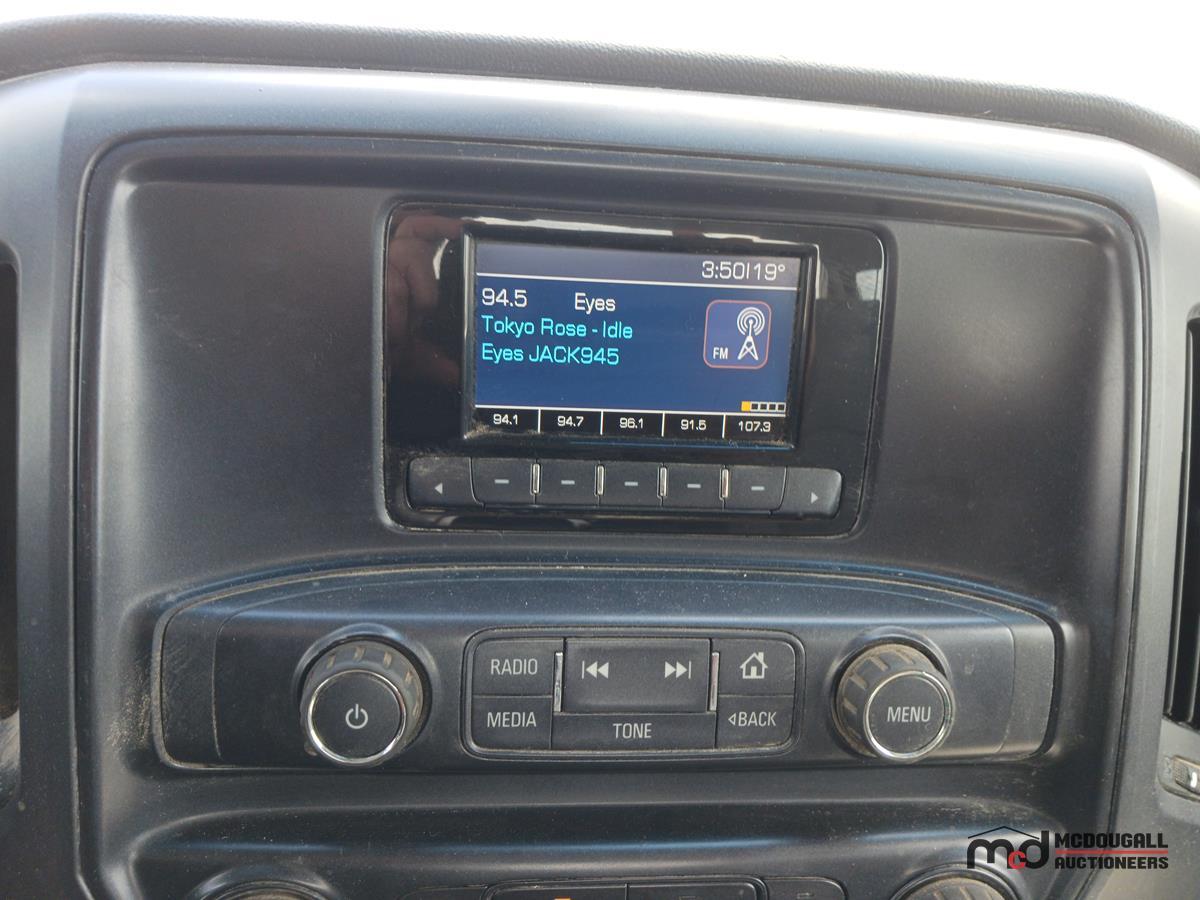 3:50 19°
94.5 Eyes
Tokyo Rose - Idle
Eyes JACK945
FM
94.1 94.7 96.1 91.5 107.3
RADIO
MEDIA
TONE
BACK
MENU
mcd MCDOUGALL
AUCTIONEERS